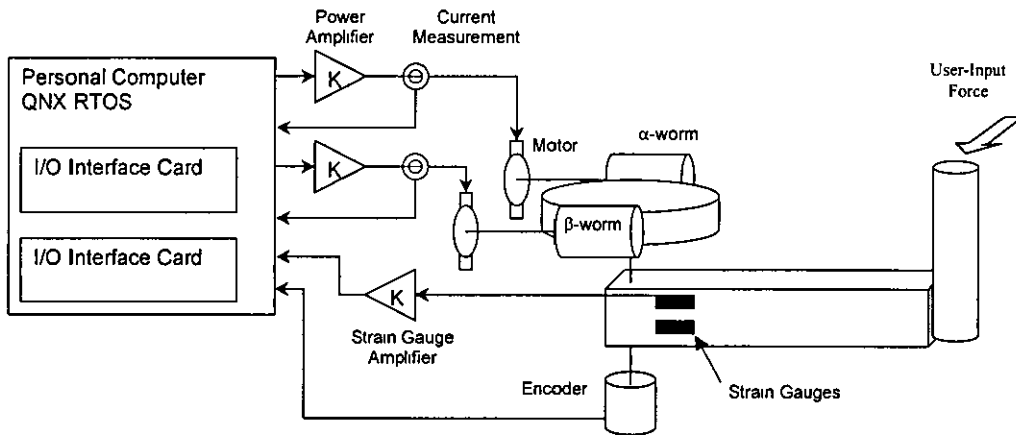 Power
Amplifier
Current
Measurement
Personal Computer
QNX RTOS
K
User-Input
Force
α-worm
Motor
I/O Interface Card
K
β-worm
I/O Interface Card
K
Strain Gauge
Amplifier
Encoder
Strain Gauges